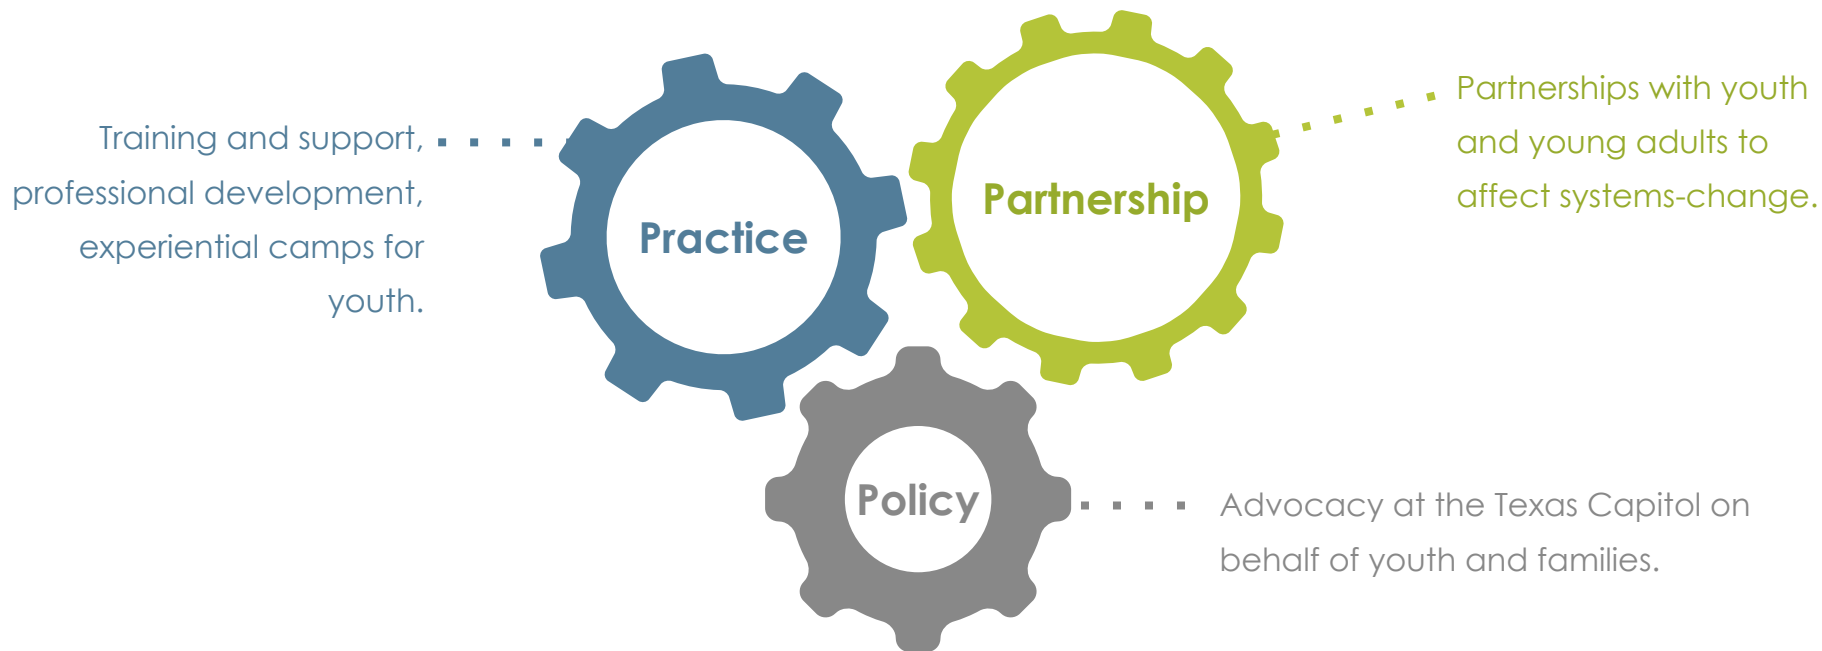 Training and support,
professional development,
experiential camps for
youth.
Practice
Partnership
Partnerships with youth
and young adults to
affect systems-change.
Policy
Advocacy at the Texas Capitol on
behalf of youth and families.